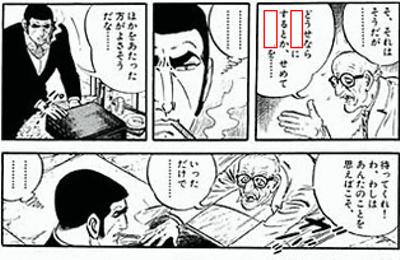 そ、それは
そうだが
どうせなら
に
するとか、せめて
を……
………
ほかをあたった
方がよさそう
だな……
待ってくれ!
わ、わしは
あんたのことを
思えばこそ、
いった
だけで
………
………